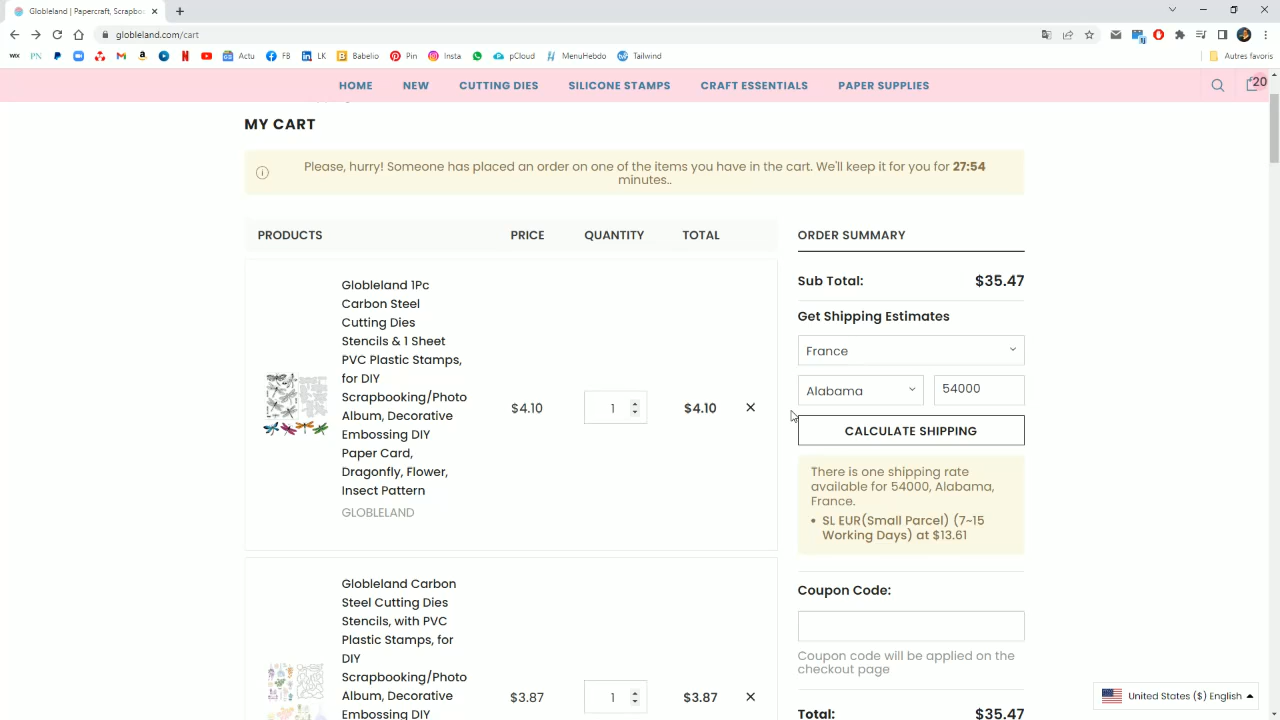 Globleland | Papercraft, Scrapbo
globleland.com/cart
WIX
PN
Actu
FB
LK
Babelio
Pin
Insta
pCloud
MenuHebdo
Tailwind
Autres favoris
HOME
NEW
CUTTING DIES
SILICONE STAMPS
CRAFT ESSENTIALS
PAPER SUPPLIES
20
MY CART
Please, hurry! Someone has placed an order on one of the items you have in the cart. We'll keep it for you for 27:54
minutes..
PRODUCTS
PRICE
QUANTITY
TOTAL
Globleland 1Pc
Carbon Steel
Cutting Dies
Stencils & 1 Sheet
PVC Plastic Stamps,
for DIY
Scrapbooking/Photo
Album, Decorative
Embossing DIY
Paper Card,
Dragonfly, Flower,
Insect Pattern
GLOBLELAND
$4.10
1
$4.10
Globleland Carbon
Steel Cutting Dies
Stencils, with PVC
Plastic Stamps, for
DIY
Scrapbooking/Photo
Album, Decorative
Embossing DIY
$3.87
1
$3.87
ORDER SUMMARY
Sub Total:
$35.47
Get Shipping Estimates
France
Alabama
54000
CALCULATE SHIPPING
There is one shipping rate
available for 54000, Alabama,
France.
• SL EUR(Small Parcel) (7~15
Working Days) at $13.61
Coupon Code:
Coupon code will be applied on the
checkout page
Total:
$35.47
United States ($) English